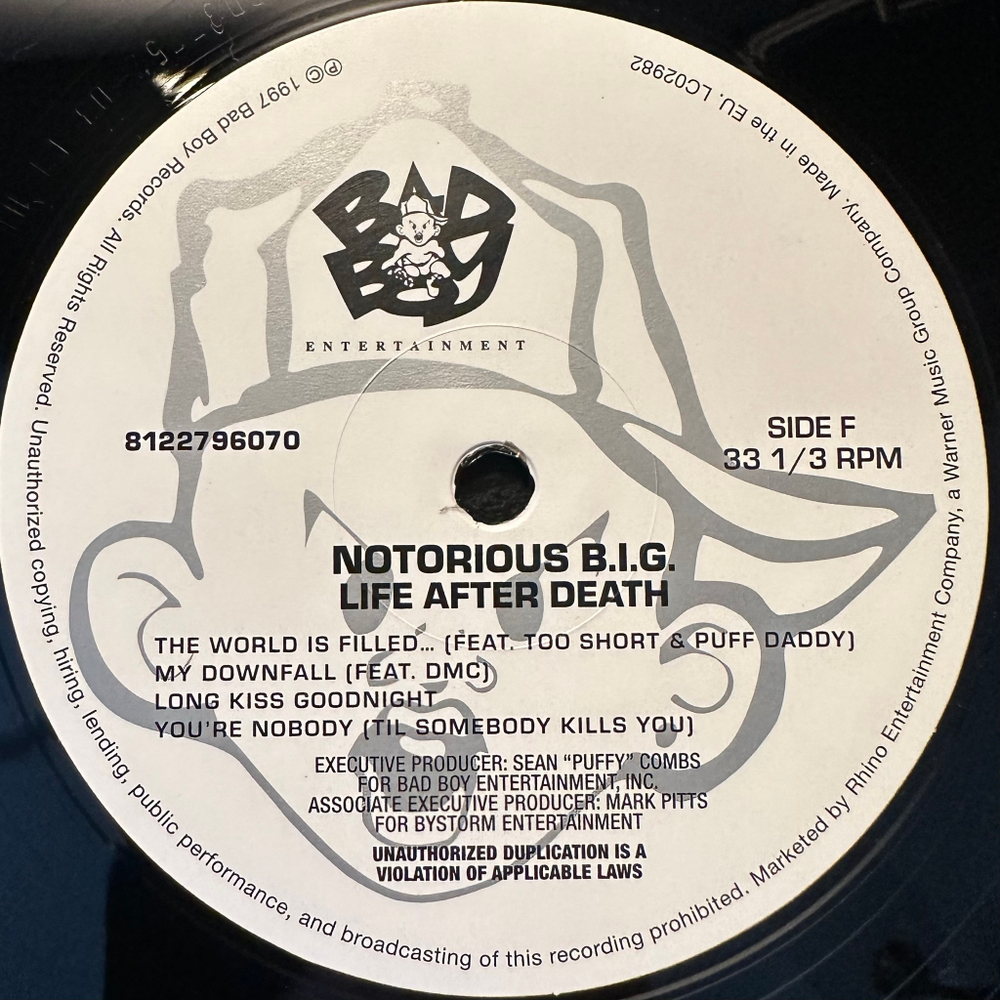 BAD
BOY
ENTERTAINMENT
8122796070
SIDE F
33 1/3 RPM
NOTORIOUS B.I.G.
LIFE AFTER DEATH
THE WORLD IS FILLED... (FEAT. TOO SHORT & PUFF DADDY)
MY DOWNFALL (FEAT. DMC)
LONG KISS GOODNIGHT
YOU'RE NOBODY (TIL SOMEBODY KILLS YOU)
EXECUTIVE PRODUCER: SEAN "PUFFY" COMBS
FOR BAD BOY ENTERTAINMENT, INC.
ASSOCIATE EXECUTIVE PRODUCER: MARK PITTS
FOR BYSTORM ENTERTAINMENT
UNAUTHORIZED DUPLICATION IS A
VIOLATION OF APPLICABLE LAWS
℗© 1997 Bad Boy Records. All Rights Reserved. Unauthorized copying, hiring, lending, public performance, and broadcasting of this recording prohibited. Marketed by Rhino Entertainment Company, a Warner Music Group Company. Made in the EU. LC02982